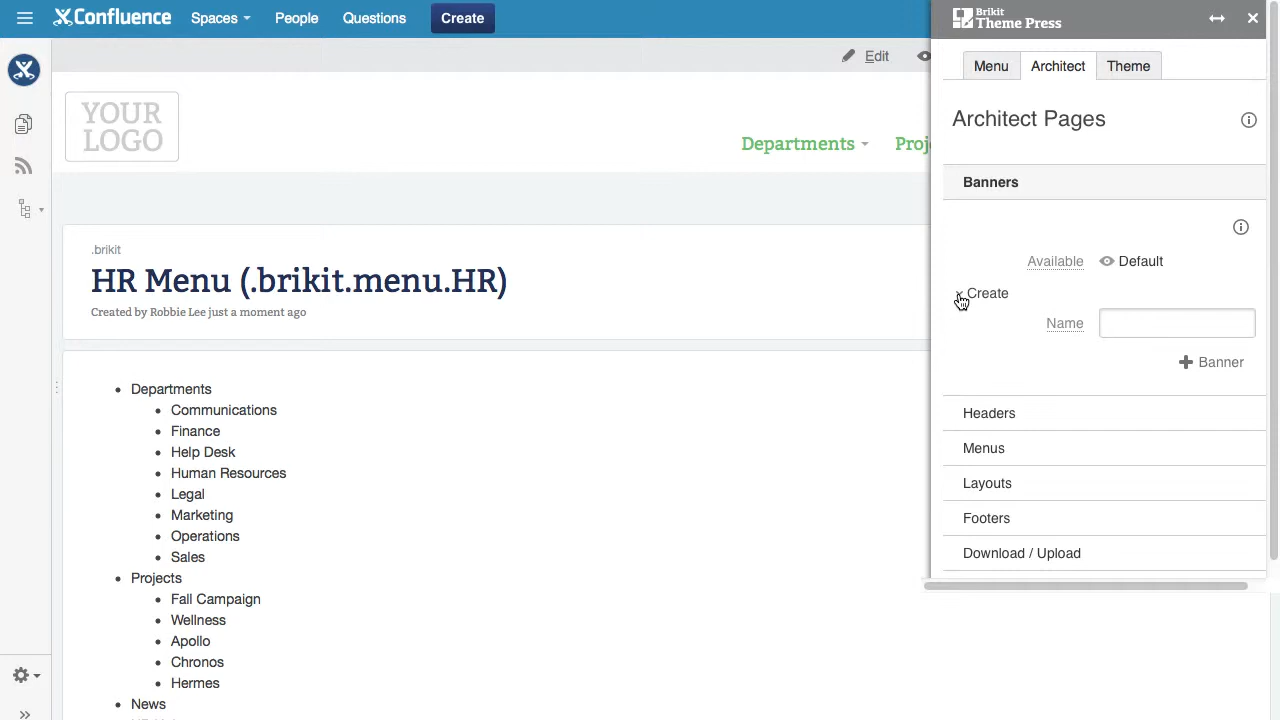 Confluence Spaces People Questions Create
Brikit
Theme Press
Edit
Menu Architect Theme
YOUR
LOGO
Departments
Architect Pages
Banners
Available Default
Create
Name
Banner
Headers
Menus
Layouts
Footers
Download / Upload
.brikit
HR Menu (.brikit.menu.HR)
Created by Robbie Lee just a moment ago
Departments
Communications
Finance
Help Desk
Human Resources
Legal
Marketing
Operations
Sales
Projects
Fall Campaign
Wellness
Apollo
Chronos
Hermes
News